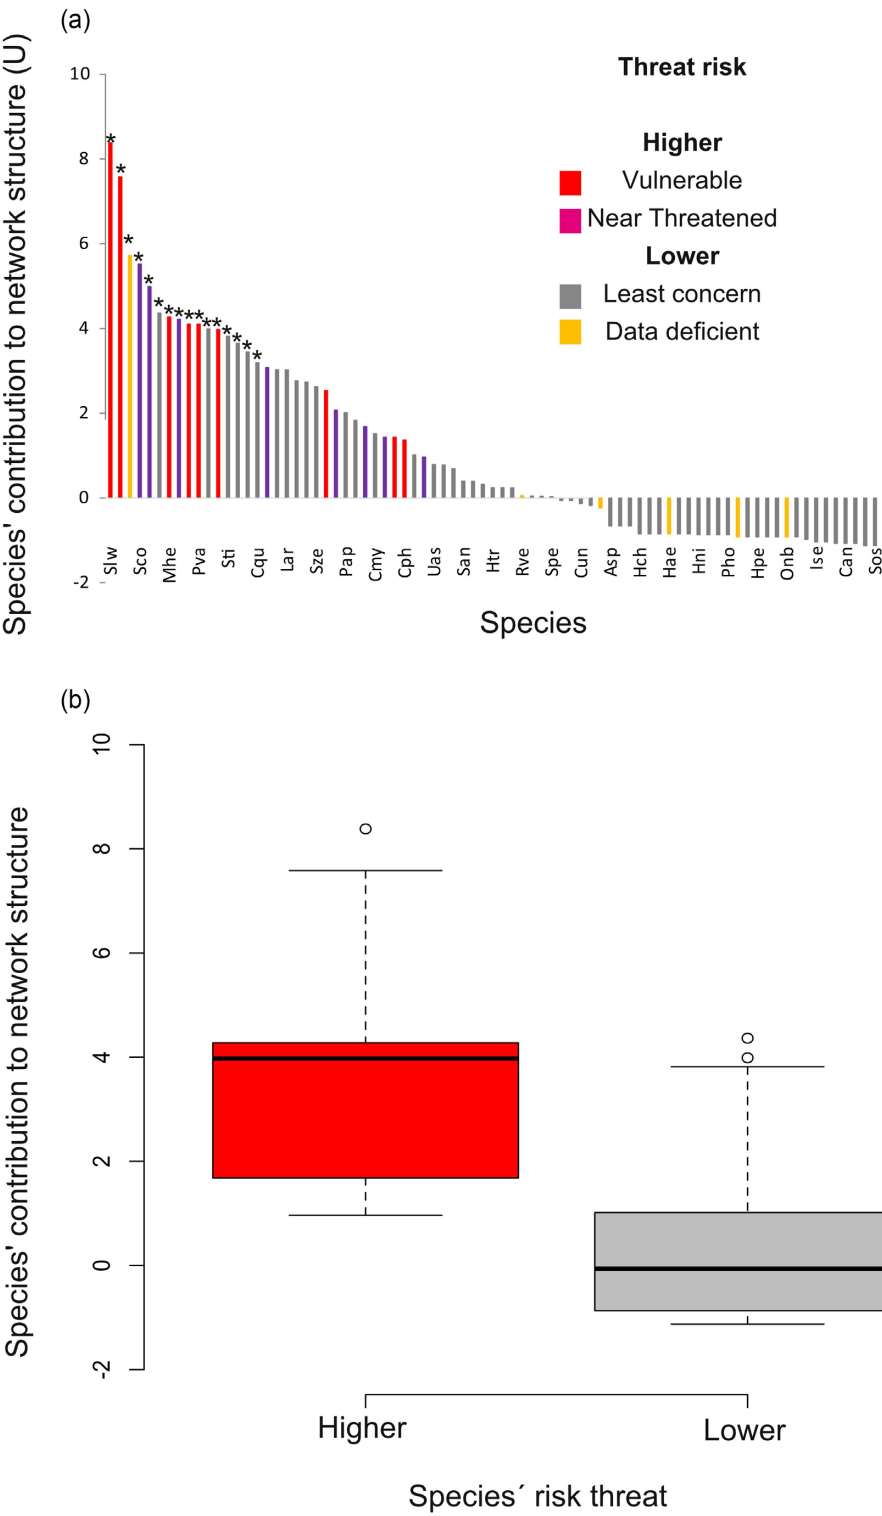 (a)
Species' contribution to network structure (U)
10
8
6
4
2
0
-2
Threat risk
Higher
Vulnerable
Near Threatened
Lower
Least concern
Data deficient
* * * * * * * * * * * * * * * *
Slw Sco Mhe Pva Sti Cqu Lar Sze Pap Cmy Cph Uas San Htr Rve Spe Cun Asp Hch Hae Hni Pho Hpe Onb Ise Can Sos
Species
(b)
Species' contribution to network structure
10
8
6
4
2
0
-2
Higher Lower
Species´ risk threat